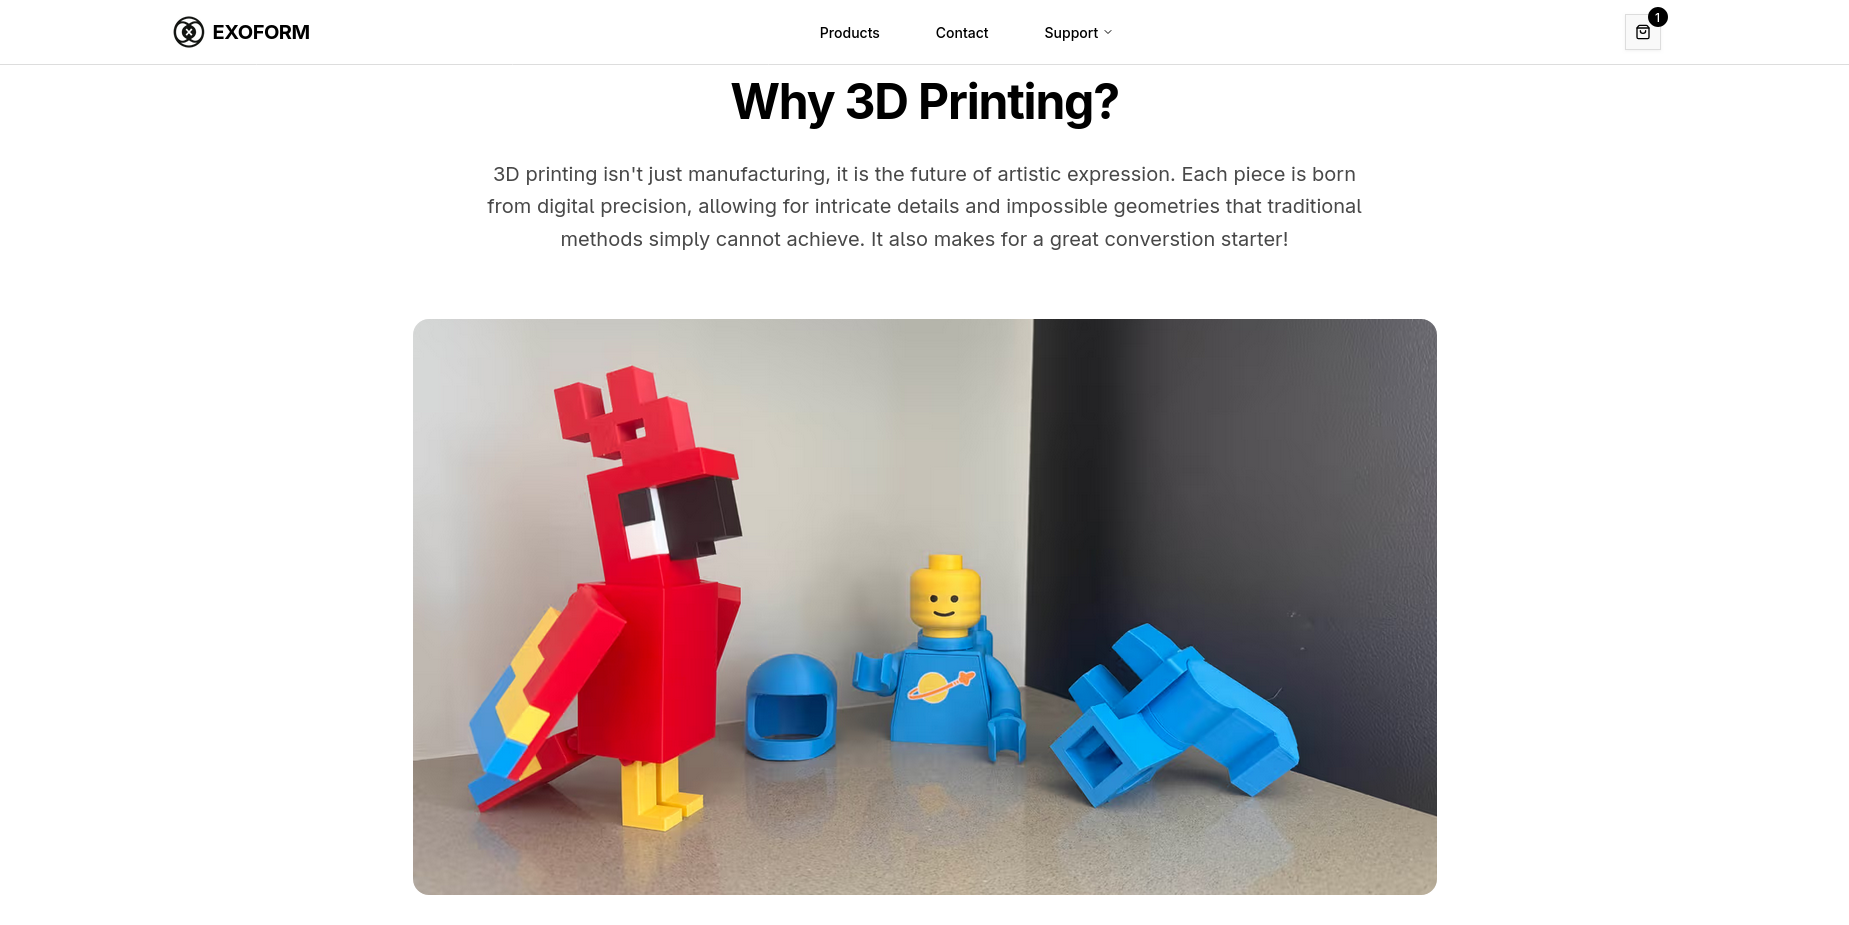 EXOFORM
Products
Contact
Support
1
Why 3D Printing?
3D printing isn't just manufacturing, it is the future of artistic expression. Each piece is born
from digital precision, allowing for intricate details and impossible geometries that traditional
methods simply cannot achieve. It also makes for a great converstion starter!